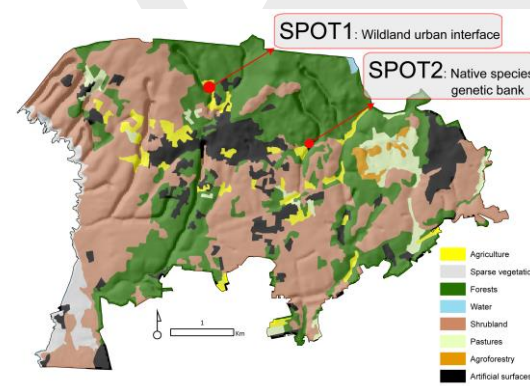 SPOT1: Wildland urban interface
SPOT2: Native species
genetic bank
Agriculture
Sparse vegetatio
Forests
Water
Shrubland
Pastures
Agroforestry
Artificial surfaces
1
Km